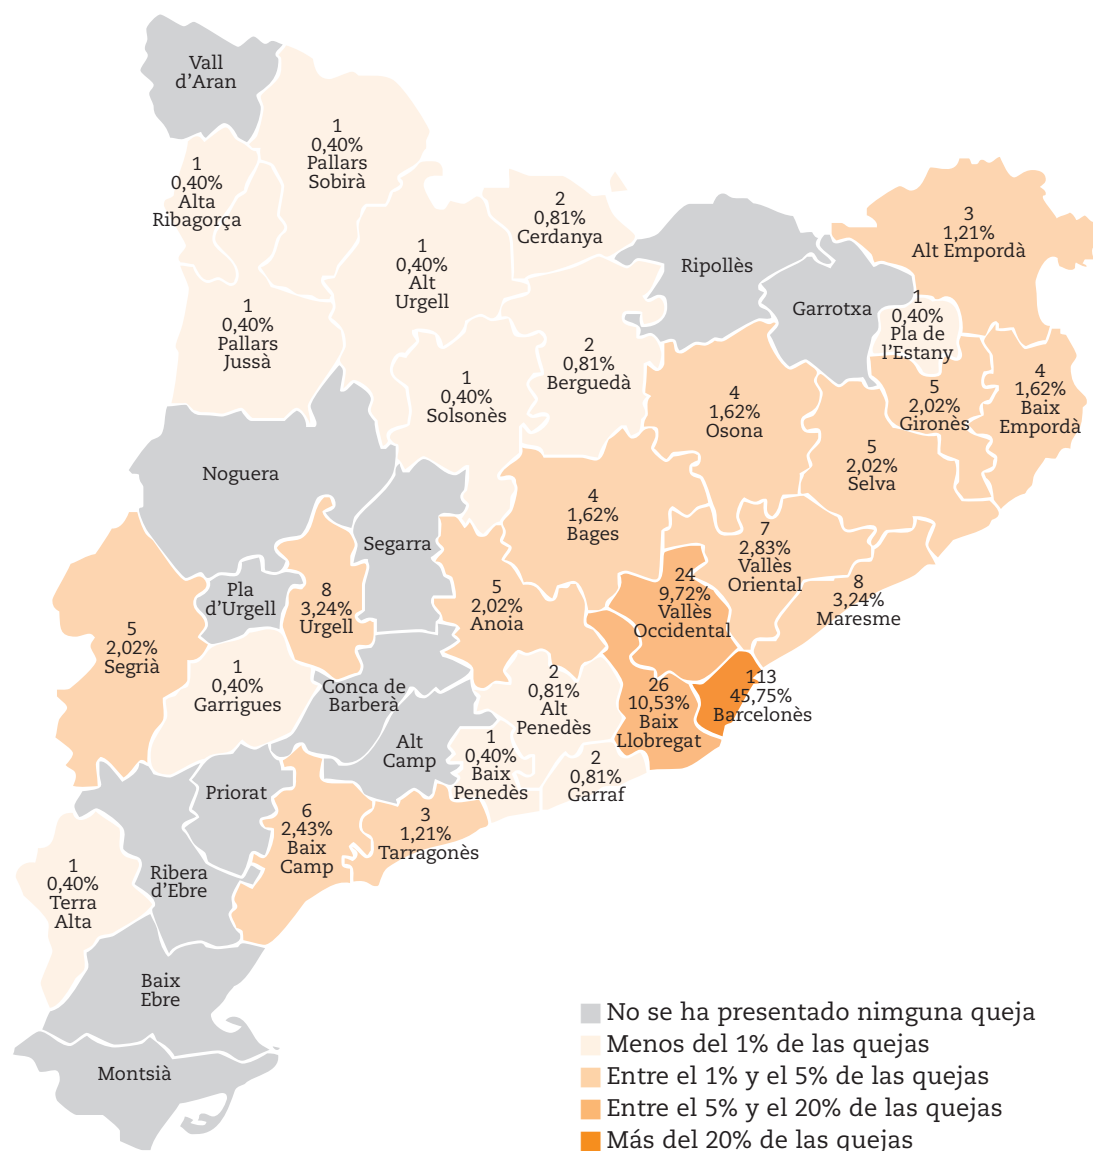 Vall
d'Aran
1
0,40%
Pallars
Sobirà
1
0,40%
Alta
Ribagorça
2
0,81%
Cerdanya
3
1,21%
Alt Empordà
1
0,40%
Alt
Urgell
Ripollès
Garrotxa
1
0,40%
Pla de
l'Estany
1
0,40%
Pallars
Jussà
2
0,81%
Berguedà
1
0,40%
Solsonès
4
1,62%
Osona
5
2,02%
Gironès
4
1,62%
Baix
Empordà
Noguera
5
2,02%
Selva
4
1,62%
Bages
Segarra
7
2,83%
Vallès
Oriental
24
9,72%
Vallès
Occidental
8
3,24%
Maresme
Pla
d'Urgell
8
3,24%
Urgell
5
2,02%
Anoia
5
2,02%
Segrià
1
0,40%
Garrigues
Conca de
Barberà
2
0,81%
Alt
Penedès
26
10,53%
Baix
Llobregat
113
45,75%
Barcelonès
Alt
Camp
1
0,40%
Baix
Penedès
2
0,81%
Garraf
Priorat
6
2,43%
Baix
Camp
3
1,21%
Tarragonès
1
0,40%
Terra
Alta
Ribera
d'Ebre
Baix
Ebre
Montsià
No se ha presentado nimguna queja
Menos del 1% de las quejas
Entre el 1% y el 5% de las quejas
Entre el 5% y el 20% de las quejas
Más del 20% de las quejas